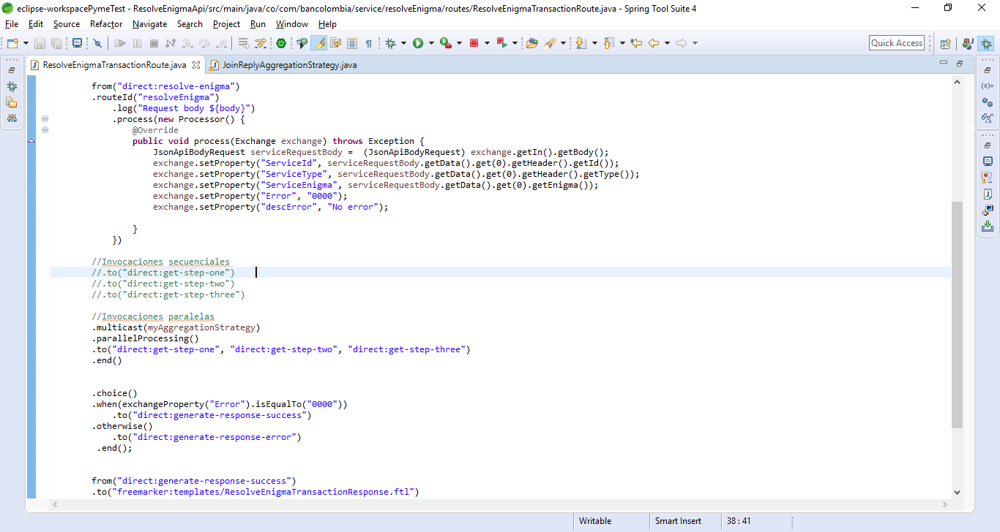 eclipse-workspacePymeTest - ResolveEnigmaApi/src/main/java/co/com/bancolombia/service/resolveEnigma/routes/ResolveEnigmaTransactionRoute.java - Spring Tool Suite 4
File Edit Source Refactor Navigate Search Project Run Window Help
Quick Access
ResolveEnigmaTransactionRoute.java JoinReplyAggregationStrategy.java
from("direct:resolve-enigma")
.routeId("resolveEnigma")
.log("Request body ${body}")
.process(new Processor() {
@Override
public void process(Exchange exchange) throws Exception {
JsonApiBodyRequest serviceRequestBody = (JsonApiBodyRequest) exchange.getIn().getBody();
exchange.setProperty("ServiceId", serviceRequestBody.getData().get(0).getHeader().getId());
exchange.setProperty("ServiceType", serviceRequestBody.getData().get(0).getHeader().getType());
exchange.setProperty("ServiceEnigma", serviceRequestBody.getData().get(0).getEnigma());
exchange.setProperty("Error", "0000");
exchange.setProperty("descError", "No error");
}
})
//Invocaciones secuenciales
//.to("direct:get-step-one")
//.to("direct:get-step-two")
//.to("direct:get-step-three")
//Invocaciones paralelas
.multicast(myAggregationStrategy)
.parallelProcessing()
.to("direct:get-step-one", "direct:get-step-two", "direct:get-step-three")
.end()
.choice()
.when(exchangeProperty("Error").isEqualTo("0000"))
.to("direct:generate-response-success")
.otherwise()
.to("direct:generate-response-error")
.end();
from("direct:generate-response-success")
.to("freemarker:templates/ResolveEnigmaTransactionResponse.ftl")
Writable Smart Insert 38 : 41